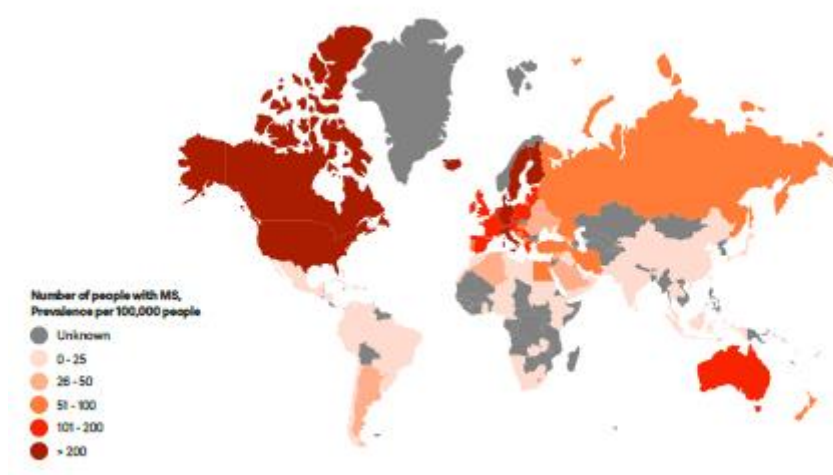 Number of people with MS,
Prevalence per 100,000 people
Unknown
0 - 25
26 - 50
51 - 100
101 - 200
> 200